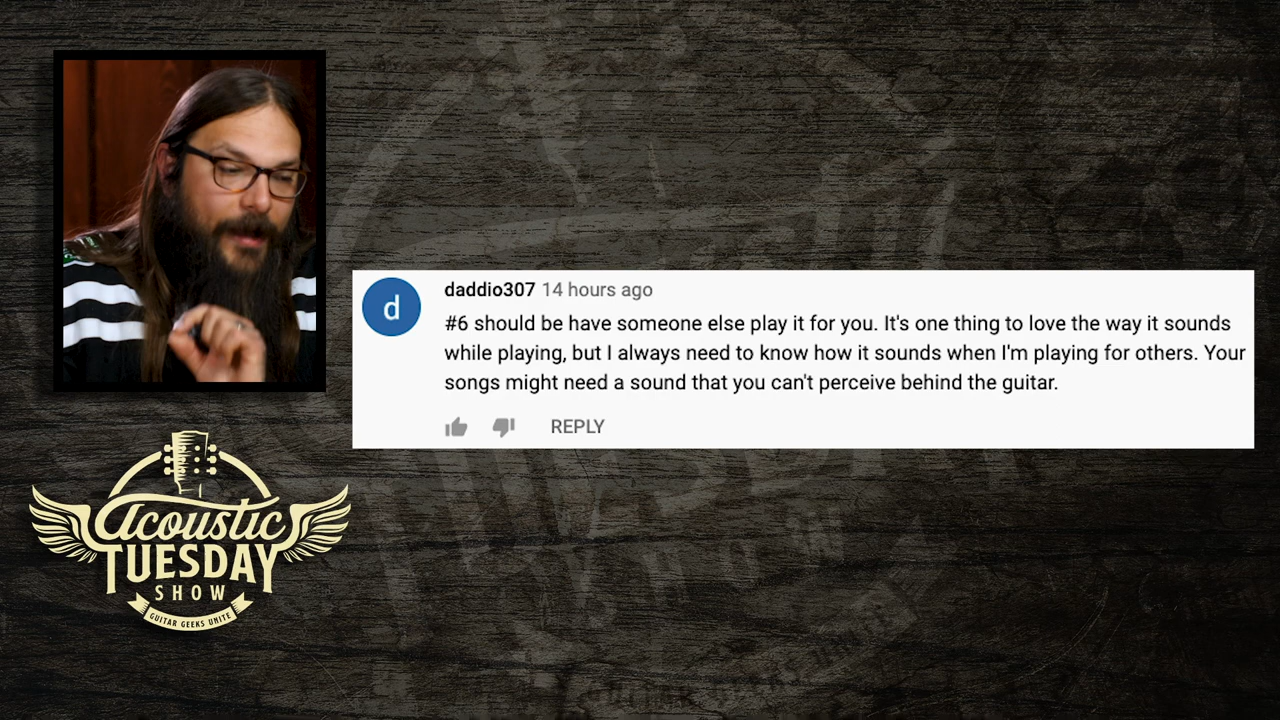 daddio307 14 hours ago
#6 should be have someone else play it for you. It's one thing to love the way it sounds
while playing, but I always need to know how it sounds when I'm playing for others. Your
songs might need a sound that you can't perceive behind the guitar.
REPLY
d
Acoustic
TUESDAY
SHOW
GUITAR GEEKS UNITE